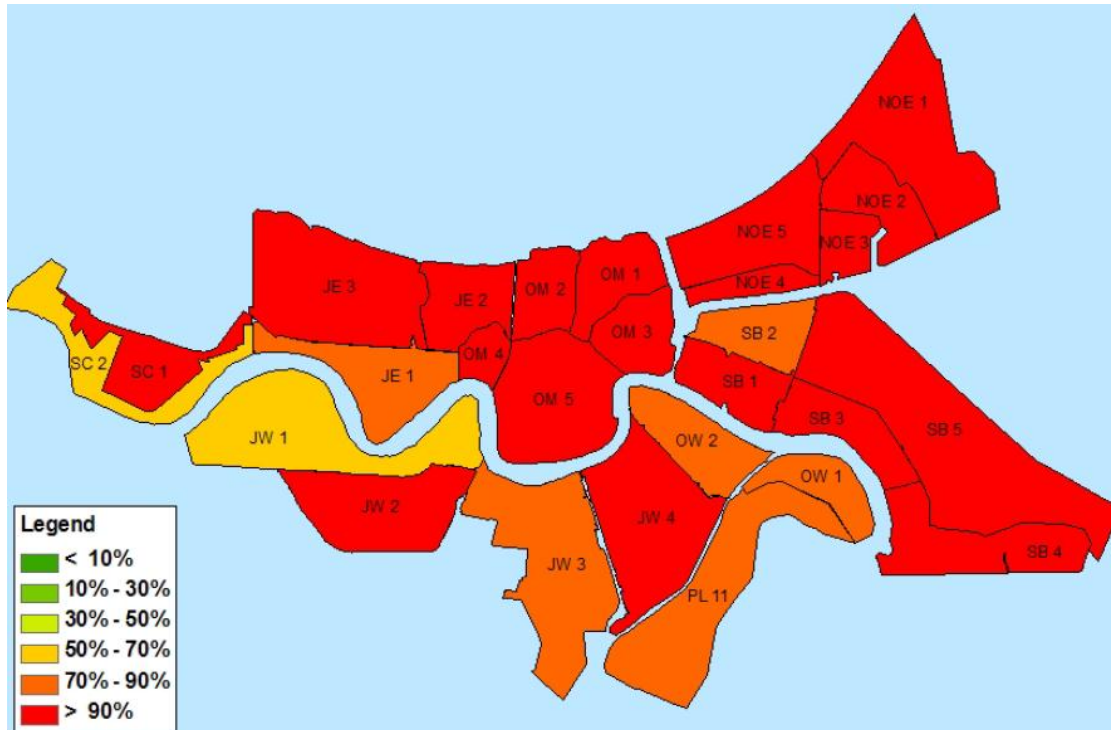 NOE 1
NOE 2
NOE 5
NOE 3
NOE 4
OM 1
JE 3
JE 2
OM 2
OM 3
SB 2
OM 4
SC 2
SC 1
JE 1
SB 1
OM 5
SB 3
SB 5
JW 1
OW 2
OW 1
JW 2
JW 4
SB 4
JW 3
PL 11
Legend
< 10%
10% - 30%
30% - 50%
50% - 70%
70% - 90%
> 90%